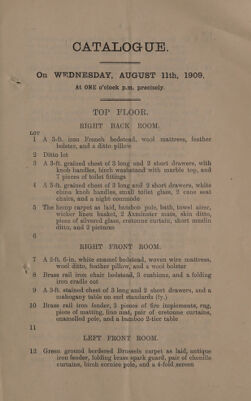 CATALOGUE.
On WEDNESDAY, AUGUST 11th, 1909,
At ONE o'clock p.m. precisely.
TOP FLOOR.
RIGHT BACK ROOM.
LOT
1 A 3-ft. iron French bedstead, wool mattress, feather
bolster, and a ditto pillow
2 Ditto lot
3 A 3-ft. grained chest of 3 long and 2 short drawers, with
knob handles, birch washstand with marble top, and
7 pieces of toilet fittings
4 A 3-ft. grained chest of 2 long and 2 short drawers, white
china knob handles, small toilet glass, 2 cane seat
chairs, and a night commode
5 The hemp carpet as laid, bamboo pole, bath, towel airer,
wicker linen basket, 2 Axminster mats, skin ditto,
piece of silvered glass, cretonne curtain, short muslin
ditto, and 2 pictures
6
RIGHT FRONT ROOM.
7 A 2-ft. 6-in. white enamel bedstead, woven wire mattress,
wool ditto, feather pillow, and a wool bolster
8 Brass rail iron chair bedstead, 3 cushions, and a folding
iron cradle cot
9 A 3-ft. stained chest of 3 long and 2 short drawers, and a
mahogany table on end standards (ty.)
10 Brass rail iron fender, 3 pieces of fire implements, rug,
piece of matting, lino mat, pair of cretonne curtains,
enamelled pole, and a bamboo 2-tier table
11
LEFT FRONT ROOM.
12 Green ground bordered Brussels carpet as laid, antique
iron fender, folding brass spark guard, pair of chenille
curtains, birch cornice pole, and a 4-fold screen